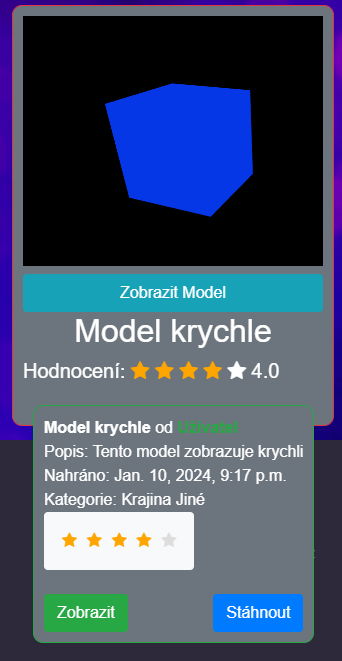 Zobrazit Model
Model krychle
Hodnocení: 4.0
Model krychle od Uživatel
Popis: Tento model zobrazuje krychli
Nahráno: Jan. 10, 2024, 9:17 p.m.
Kategorie: Krajina Jiné
Zobrazit Stáhnout